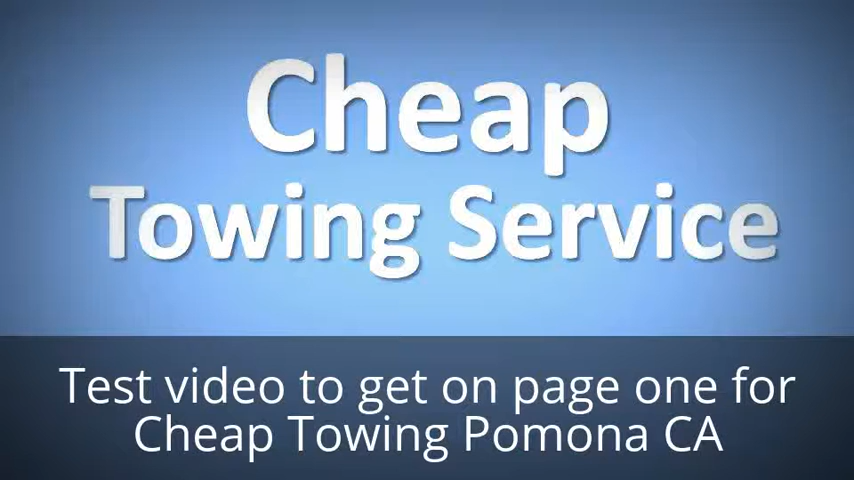 Cheap
Towing Service
Test video to get on page one for
Cheap Towing Pomona CA